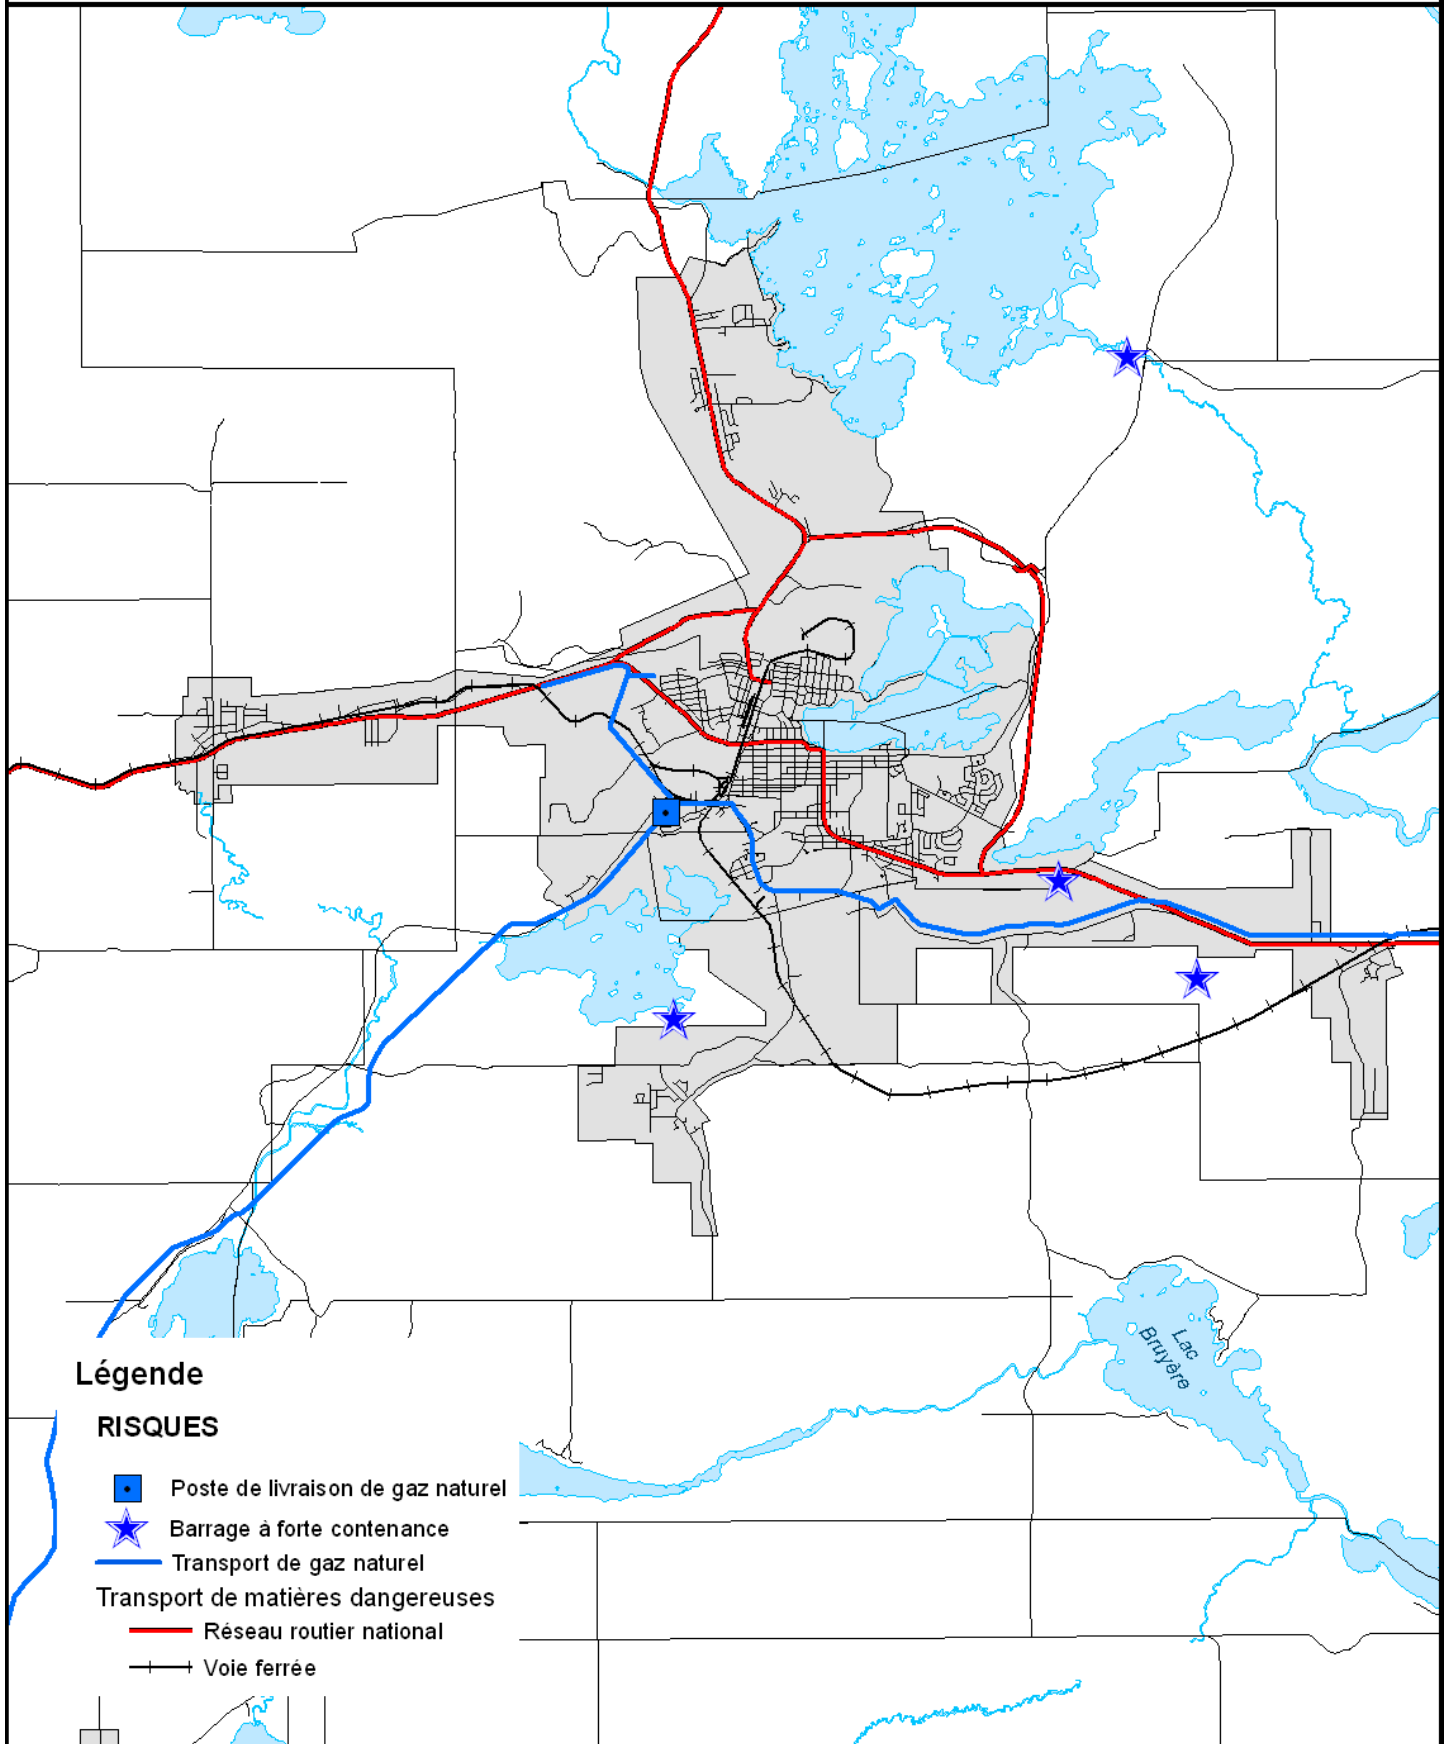 Lac
Bruyère
Légende
RISQUES
Poste de livraison de gaz naturel
Barrage à forte contenance
Transport de gaz naturel
Transport de matières dangereuses
Réseau routier national
Voie ferrée